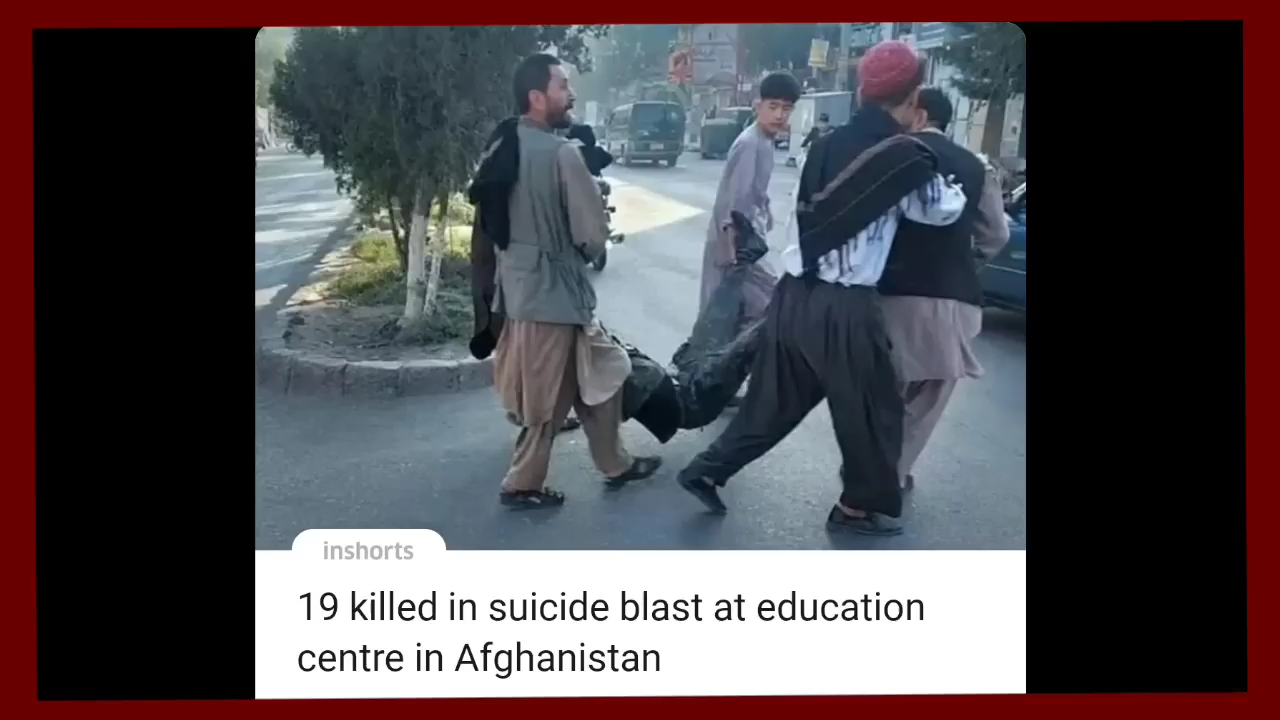 inshorts
19 killed in suicide blast at education
centre in Afghanistan